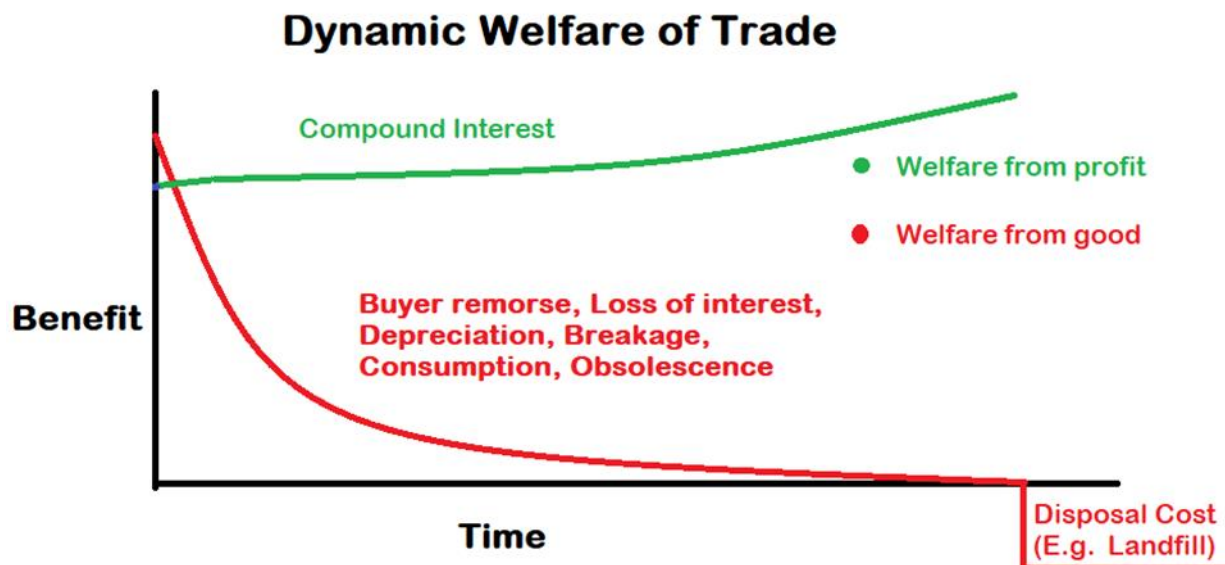 Dynamic Welfare of Trade
Compound Interest
Welfare from profit
Welfare from good
Buyer remorse, Loss of interest,
Depreciation, Breakage,
Consumption, Obsolescence
Benefit
Time
Disposal Cost
(E.g. Landfill)